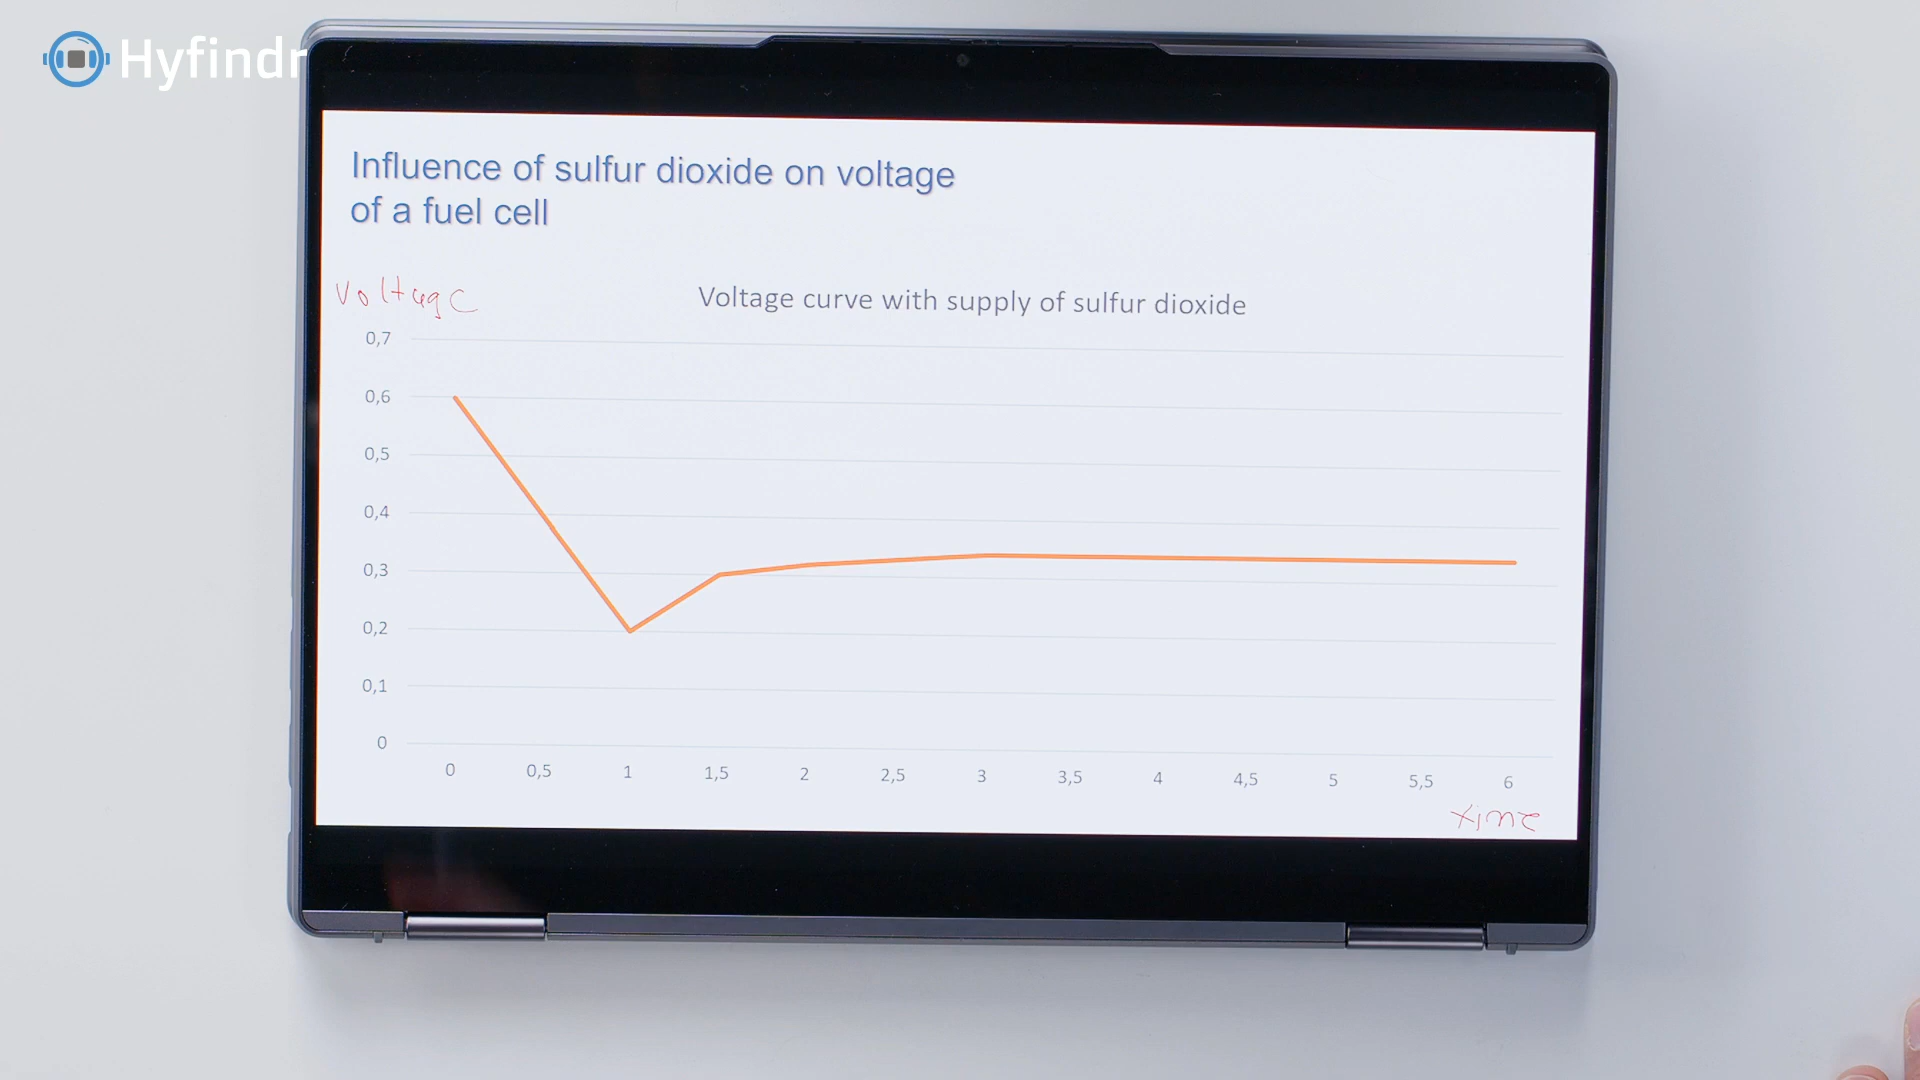 Hyfindr
Influence of sulfur dioxide on voltage
of a fuel cell
Voltage
Voltage curve with supply of sulfur dioxide
0,7
0,6
0,5
0,4
0,3
0,2
0,1
0
0 0,5 1 1,5 2 2,5 3 3,5 4 4,5 5 5,5 6
time